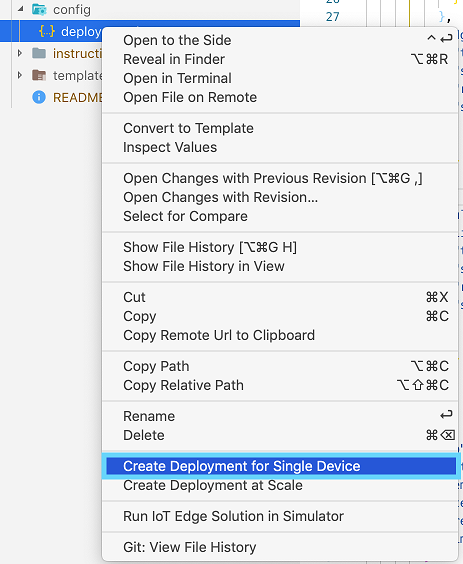 config
26
27
},
{.} deploy
Open to the Side ^ ↩
instructi
Reveal in Finder ⌥⌘R
template
Open in Terminal
README
Open File on Remote
Convert to Template
Inspect Values
Open Changes with Previous Revision [⌥⌘G ,]
Open Changes with Revision...
Select for Compare
Show File History [⌥⌘G H]
Show File History in View
Cut ⌘X
Copy ⌘C
Copy Remote Url to Clipboard
Copy Path ⌥⌘C
Copy Relative Path ⌥⇧⌘C
Rename ↩
Delete ⌘⌫
Create Deployment for Single Device
Create Deployment at Scale
Run IoT Edge Solution in Simulator
Git: View File History